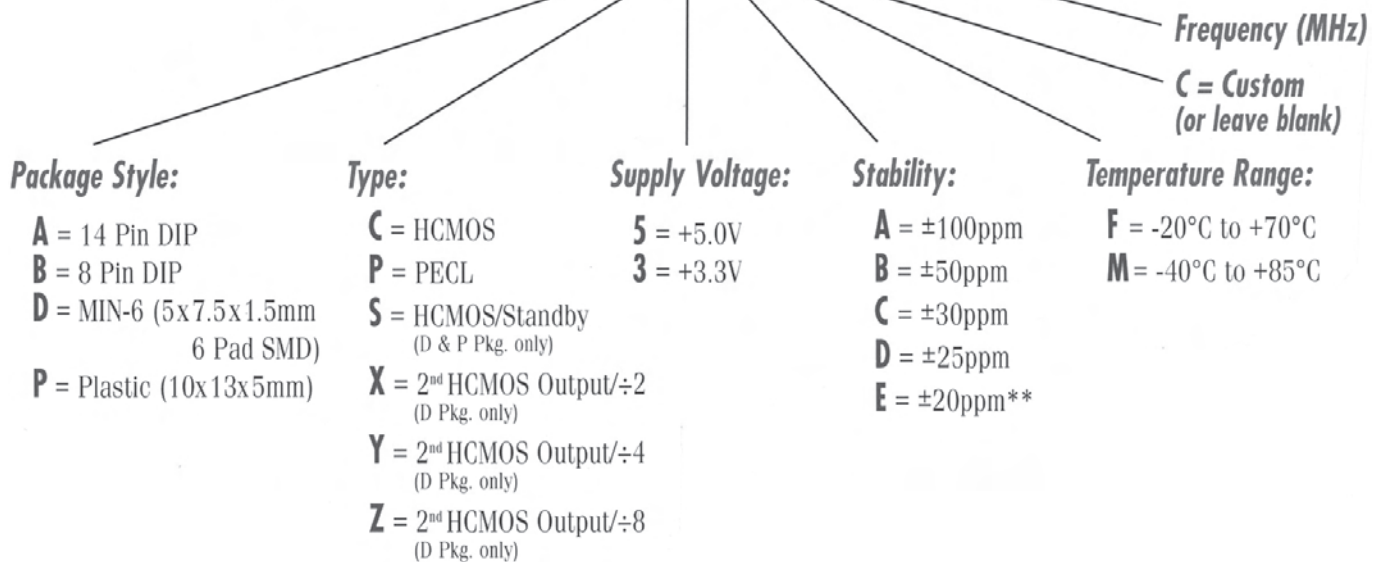 Frequency (MHz)
C = Custom
(or leave blank)
Package Style:
A = 14 Pin DIP
B = 8 Pin DIP
D = MIN-6 (5x7.5x1.5mm
6 Pad SMD)
P = Plastic (10x13x5mm)
Type:
C = HCMOS
P = PECL
S = HCMOS/Standby
(D & P Pkg. only)
X = 2nd HCMOS Output/÷2
(D Pkg. only)
Y = 2nd HCMOS Output/÷4
(D Pkg. only)
Z = 2nd HCMOS Output/÷8
(D Pkg. only)
Supply Voltage:
5 = +5.0V
3 = +3.3V
Stability:
A = ±100ppm
B = ±50ppm
C = ±30ppm
D = ±25ppm
E = ±20ppm**
Temperature Range:
F = -20°C to +70°C
M = -40°C to +85°C